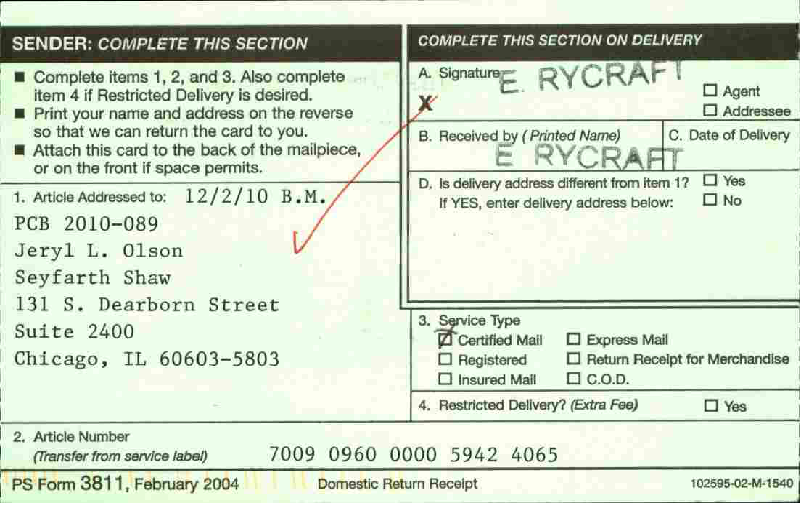 SENDER: COMPLETE THIS SECTION
■ Complete items 1, 2, and 3. Also complete
item 4 if Restricted Delivery is desired.
■ Print your name and address on the reverse
so that we can return the card to you.
■ Attach this card to the back of the mailpiece,
or on the front if space permits.
1. Article Addressed to: 12/2/10 B.M.
PCB 2010-089
Jeryl L. Olson
Seyfarth Shaw
131 S. Dearborn Street
Suite 2400
Chicago, IL 60603-5803
COMPLETE THIS SECTION ON DELIVERY
A. Signature E. RYCRAFT
X
☐ Agent
☐ Addressee
B. Received by (Printed Name) C. Date of Delivery
E RYCRAFT
D. Is delivery address different from item 1? ☐ Yes
If YES, enter delivery address below: ☐ No
3. Service Type
☑ Certified Mail ☐ Express Mail
☐ Registered ☐ Return Receipt for Merchandise
☐ Insured Mail ☐ C.O.D.
4. Restricted Delivery? (Extra Fee) ☐ Yes
2. Article Number
(Transfer from service label) 7009 0960 0000 5942 4065
PS Form 3811, February 2004 Domestic Return Receipt 102595-02-M-1540